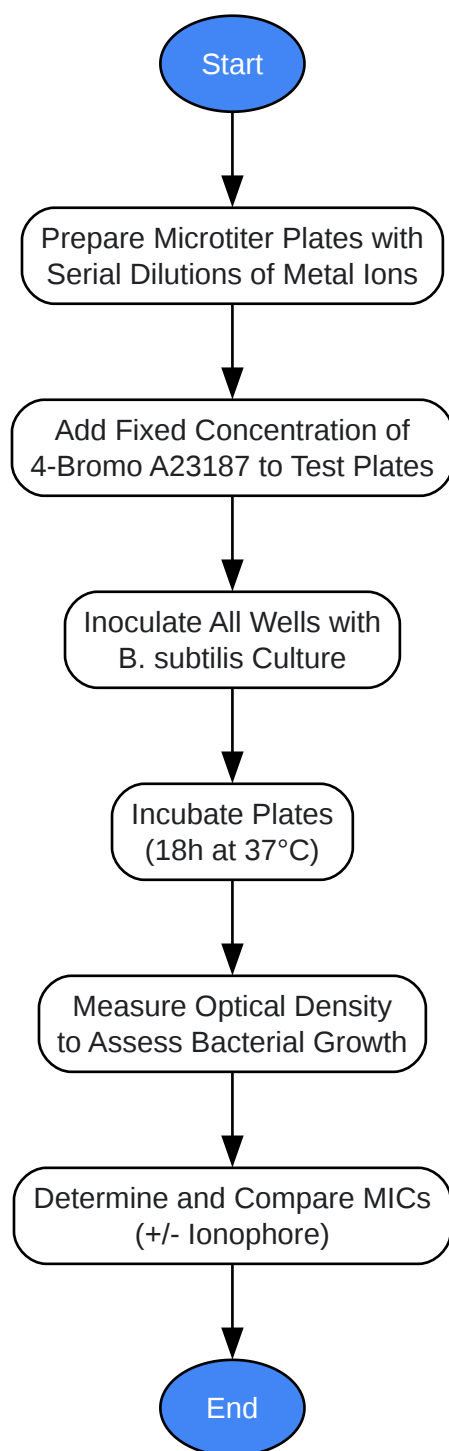 Start
Prepare Microtiter Plates with
Serial Dilutions of Metal Ions
Add Fixed Concentration of
4-Bromo A23187 to Test Plates
Inoculate All Wells with
B. subtilis Culture
Incubate Plates
(18h at 37°C)
Measure Optical Density
to Assess Bacterial Growth
Determine and Compare MICs
(+/- Ionophore)
End